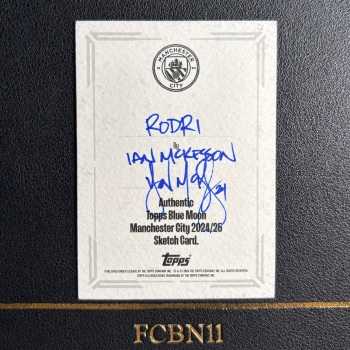 MANCHESTER
CITY
RODRI
By
IAN MCKESSON
Authentic
Topps Blue Moon
Manchester City 2024/25
Sketch Card.
topps
FCBN11